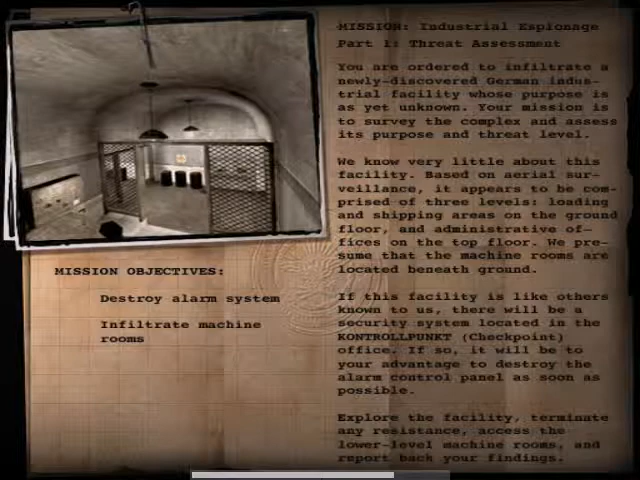 MISSION: Industrial Espionage
Part 1: Threat Assessment
You are ordered to infiltrate a
newly-discovered German indus-
trial facility whose purpose is
as yet unknown. Your mission is
to survey the complex and assess
its purpose and threat level.
We know very little about this
facility. Based on aerial sur-
veillance, it appears to be com-
prised of three levels: loading
and shipping areas on the ground
floor, and administrative of-
fices on the top floor. We pre-
sume that the machine rooms are
located beneath ground.
If this facility is like others
known to us, there will be a
security system located in the
KONTROLLPUNKT (Checkpoint)
office. If so, it will be to
your advantage to destroy the
alarm control panel as soon as
possible.
Explore the facility, terminate
any resistance, access the
lower-level machine rooms, and
report back your findings.
MISSION OBJECTIVES:
Destroy alarm system
Infiltrate machine
rooms